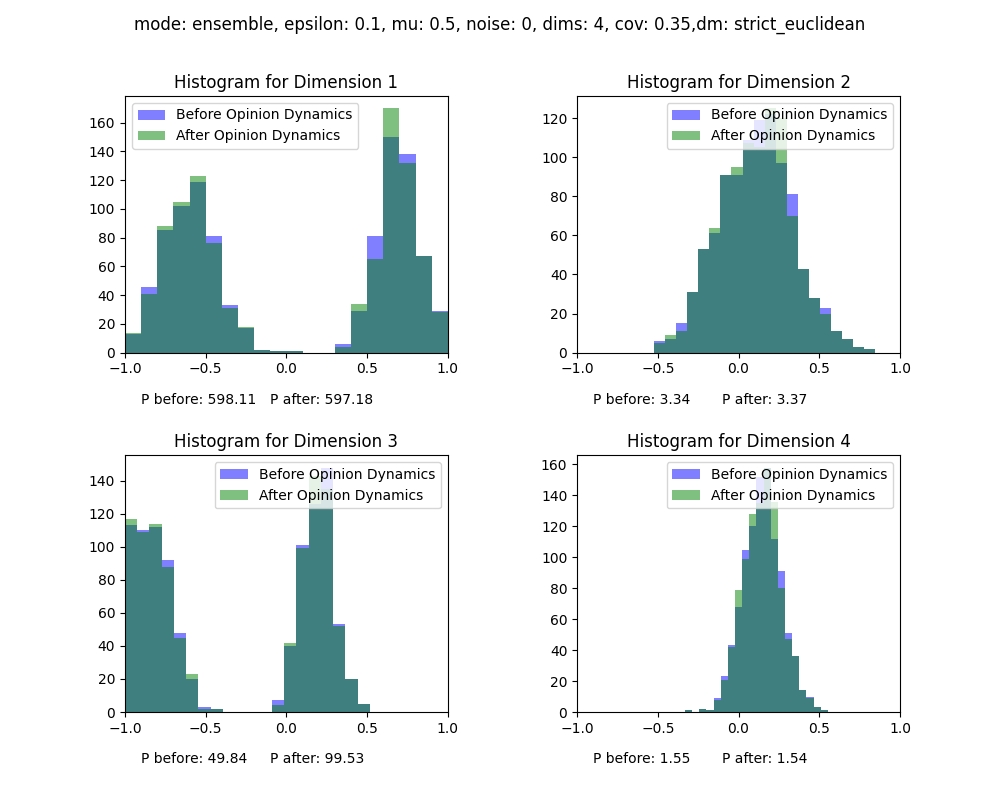 mode: ensemble, epsilon: 0.1, mu: 0.5, noise: 0, dims: 4, cov: 0.35,dm: strict_euclidean
Histogram for Dimension 1
Before Opinion Dynamics
After Opinion Dynamics
160
140
120
100
80
60
40
20
0
−1.0 −0.5 0.0 0.5 1.0
P before: 598.11 P after: 597.18
Histogram for Dimension 2
Before Opinion Dynamics
After Opinion Dynamics
120
100
80
60
40
20
0
−1.0 −0.5 0.0 0.5 1.0
P before: 3.34 P after: 3.37
Histogram for Dimension 3
Before Opinion Dynamics
After Opinion Dynamics
140
120
100
80
60
40
20
0
−1.0 −0.5 0.0 0.5 1.0
P before: 49.84 P after: 99.53
Histogram for Dimension 4
Before Opinion Dynamics
After Opinion Dynamics
160
140
120
100
80
60
40
20
0
−1.0 −0.5 0.0 0.5 1.0
P before: 1.55 P after: 1.54